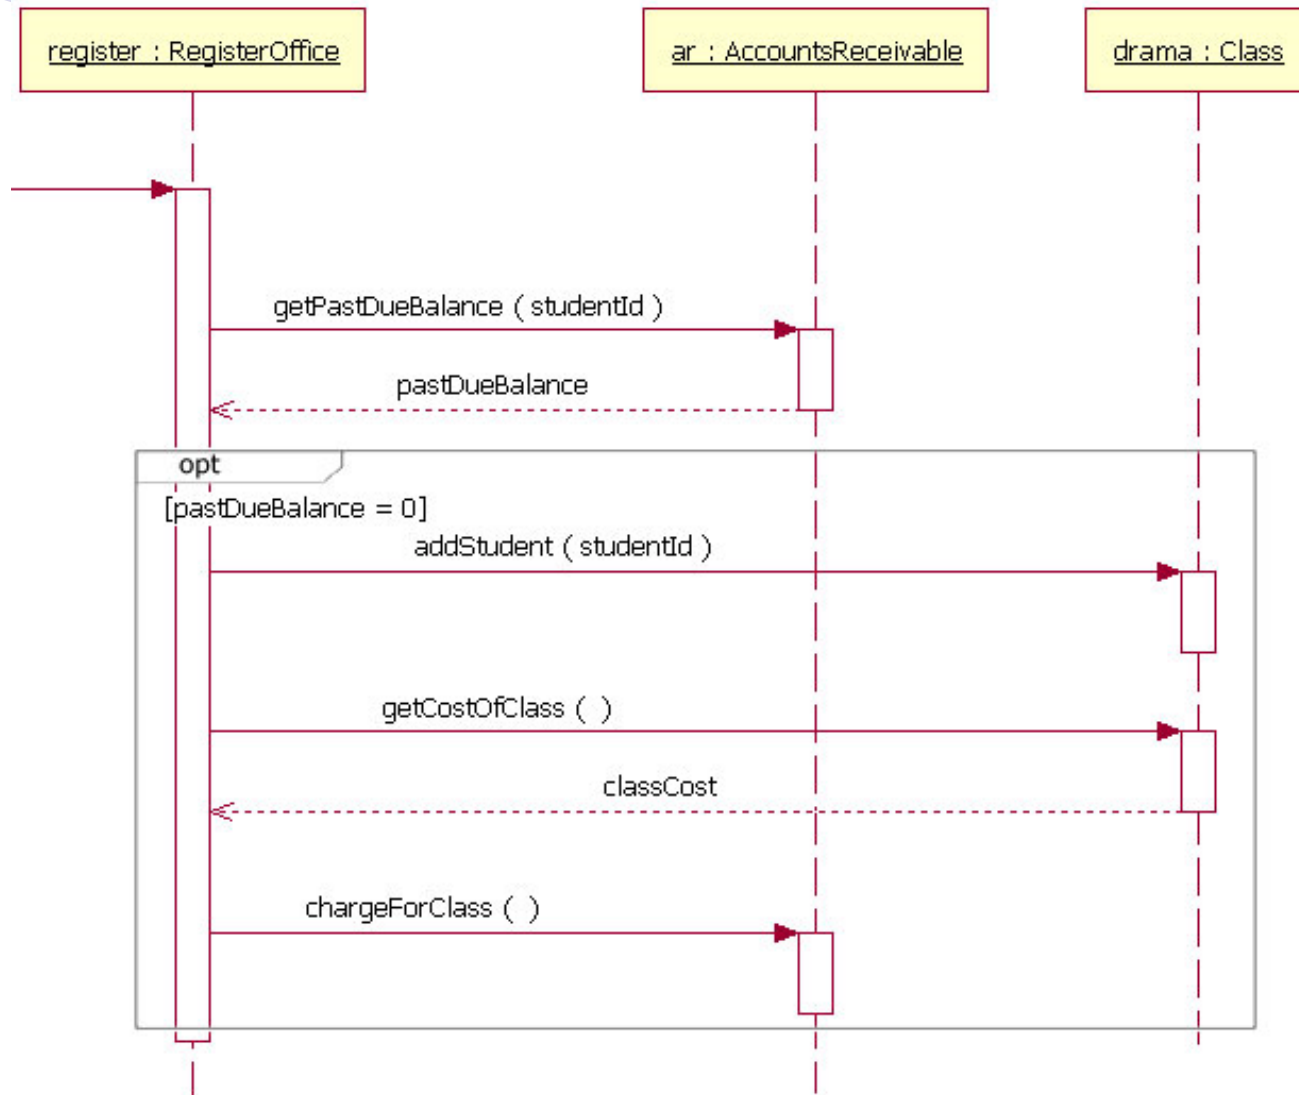 register : RegisterOffice
ar : AccountsReceivable
drama : Class
getPastDueBalance ( studentId )
pastDueBalance
opt
[pastDueBalance = 0]
addStudent ( studentId )
getCostOfClass ( )
classCost
chargeForClass ( )